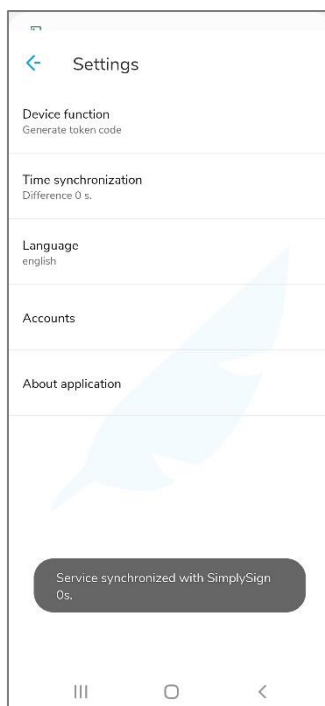 Settings
Device function
Generate token code
Time synchronization
Difference 0 s.
Language
english
Accounts
About application
Service synchronized with SimplySign
0s.